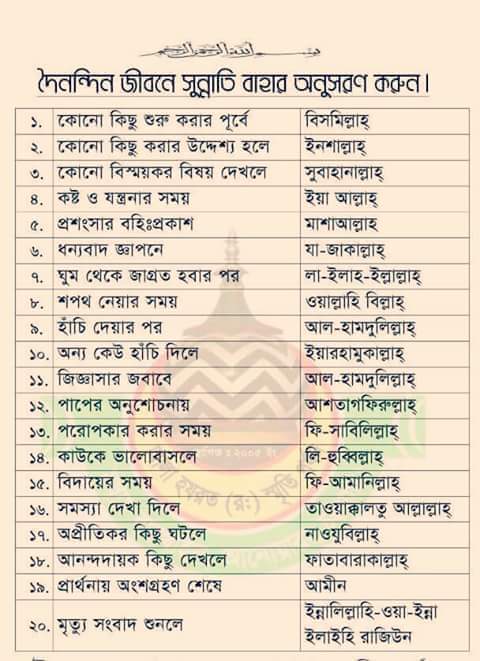 দৈনন্দিন জীবনে সুন্নাতি বাহার অনুসরণ করুন।
১. কোনো কিছু শুরু করার পূর্বে বিসমিল্লাহ্
২. কোনো কিছু করার উদ্দেশ্য হলে ইনশাল্লাহ্
৩. কোনো বিস্ময়কর বিষয় দেখলে সুবাহানাল্লাহ্
৪. কষ্ট ও যন্ত্রনার সময় ইয়া আল্লাহ্
৫. প্রশংসার বহিঃপ্রকাশ মাশাআল্লাহ
৬. ধন্যবাদ জ্ঞাপনে যা-জাকাল্লাহ্
৭. ঘুম থেকে জাগ্রত হবার পর লা-ইলাহ-ইল্লাল্লাহ্
৮. শপথ নেয়ার সময় ওয়াল্লাহি বিল্লাহ্
৯. হাঁচি দেয়ার পর আল-হামদুলিল্লাহ্
১০. অন্য কেউ হাঁচি দিলে ইয়ারহামুকাল্লাহ্
১১. জিজ্ঞাসার জবাবে আল-হামদুলিল্লাহ্
১২. পাপের অনুশোচনায় আশতাগফিরুল্লাহ্
১৩. পরোপকার করার সময় ফি-সাবিলিল্লাহ্
১৪. কাউকে ভালোবাসলে লি-হুব্বিল্লাহ্
১৫. বিদায়ের সময় ফি-আমানিল্লাহ্
১৬. সমস্যা দেখা দিলে তাওয়াক্কালতু আল্লাল্লাহ্
১৭. অপ্রীতিকর কিছু ঘটলে নাওযুবিল্লাহ্
১৮. আনন্দদায়ক কিছু দেখলে ফাতাবারাকাল্লাহ্
১৯. প্রার্থনায় অংশগ্রহণ শেষে আমীন
২০. মৃত্যু সংবাদ শুনলে ইন্নালিল্লাহি-ওয়া-ইন্না
ইলাইহি রাজিউন